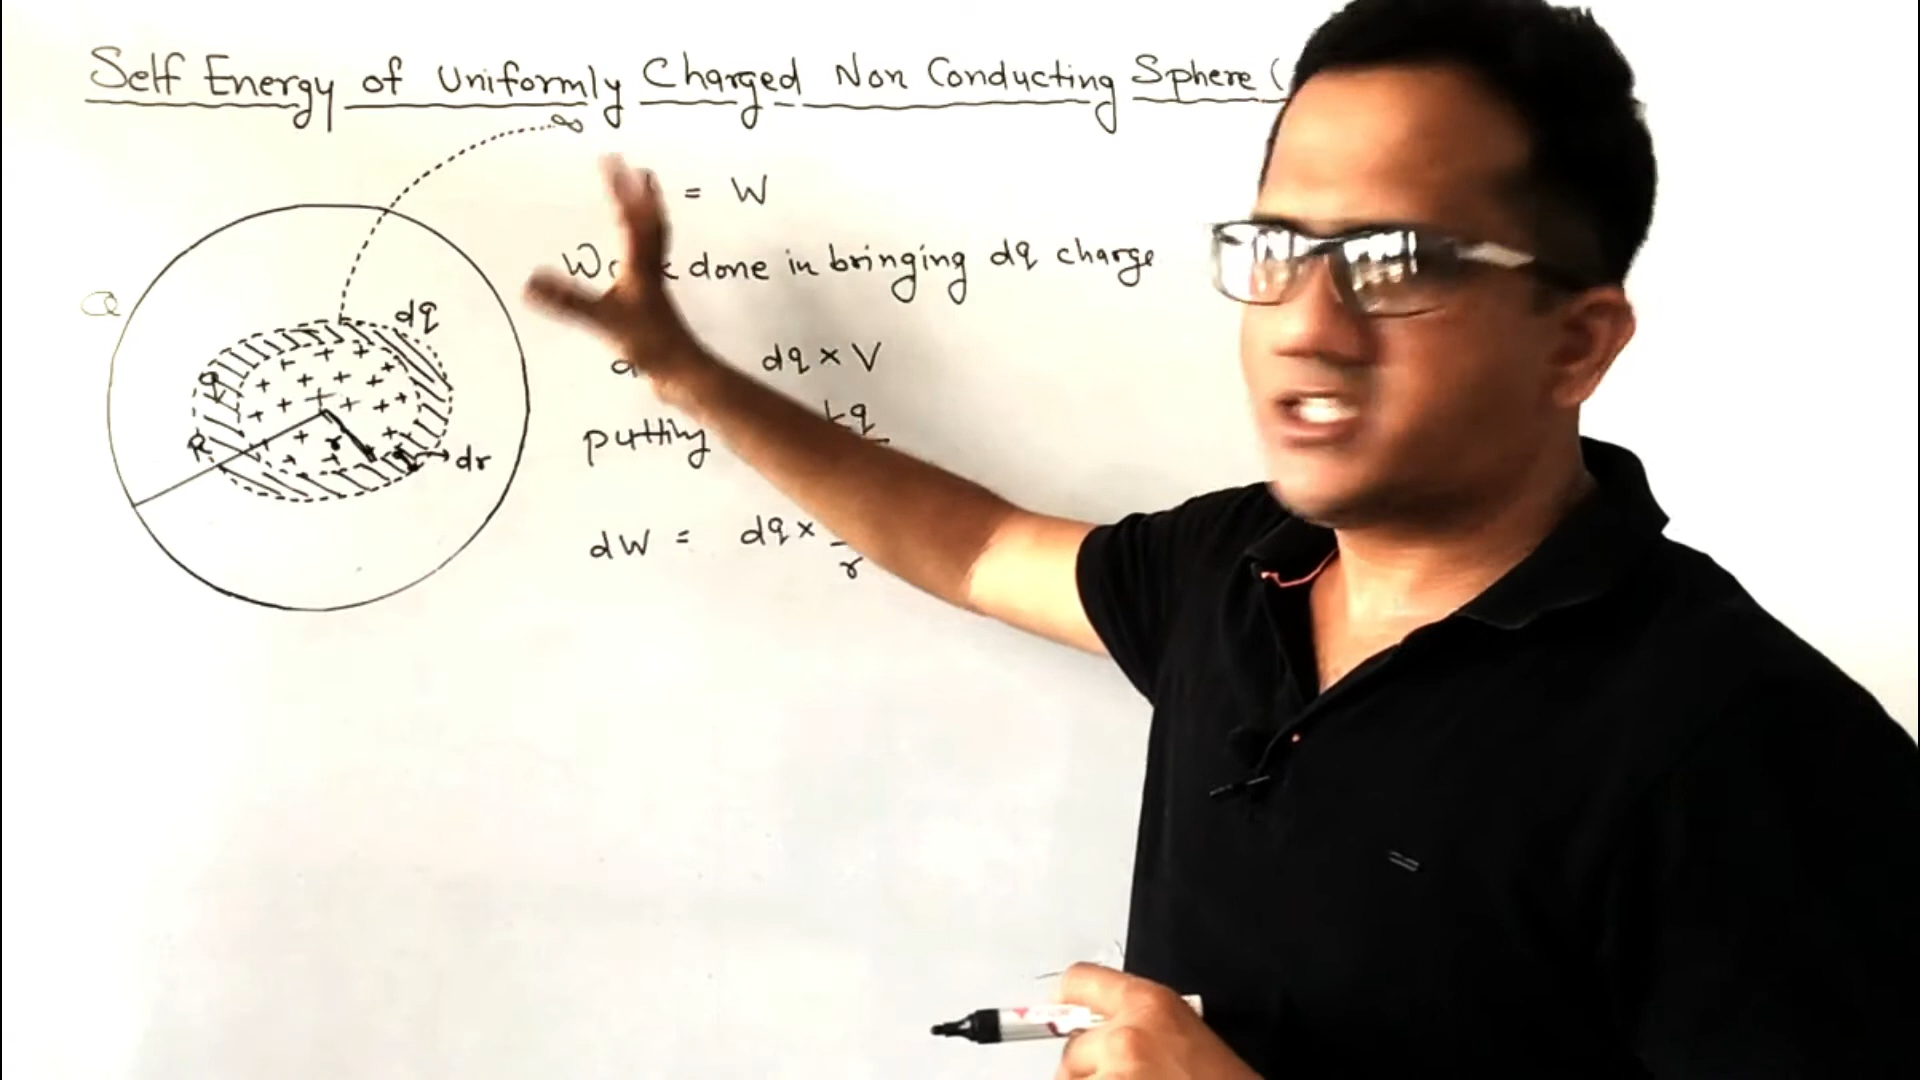 Self Energy of Uniformly Charged Non Conducting Sphere (
∞
= W
done in bringing dq charge
Q
dq
q
dq × V
putting
kq
R
r
dr
dW = dq ×
r